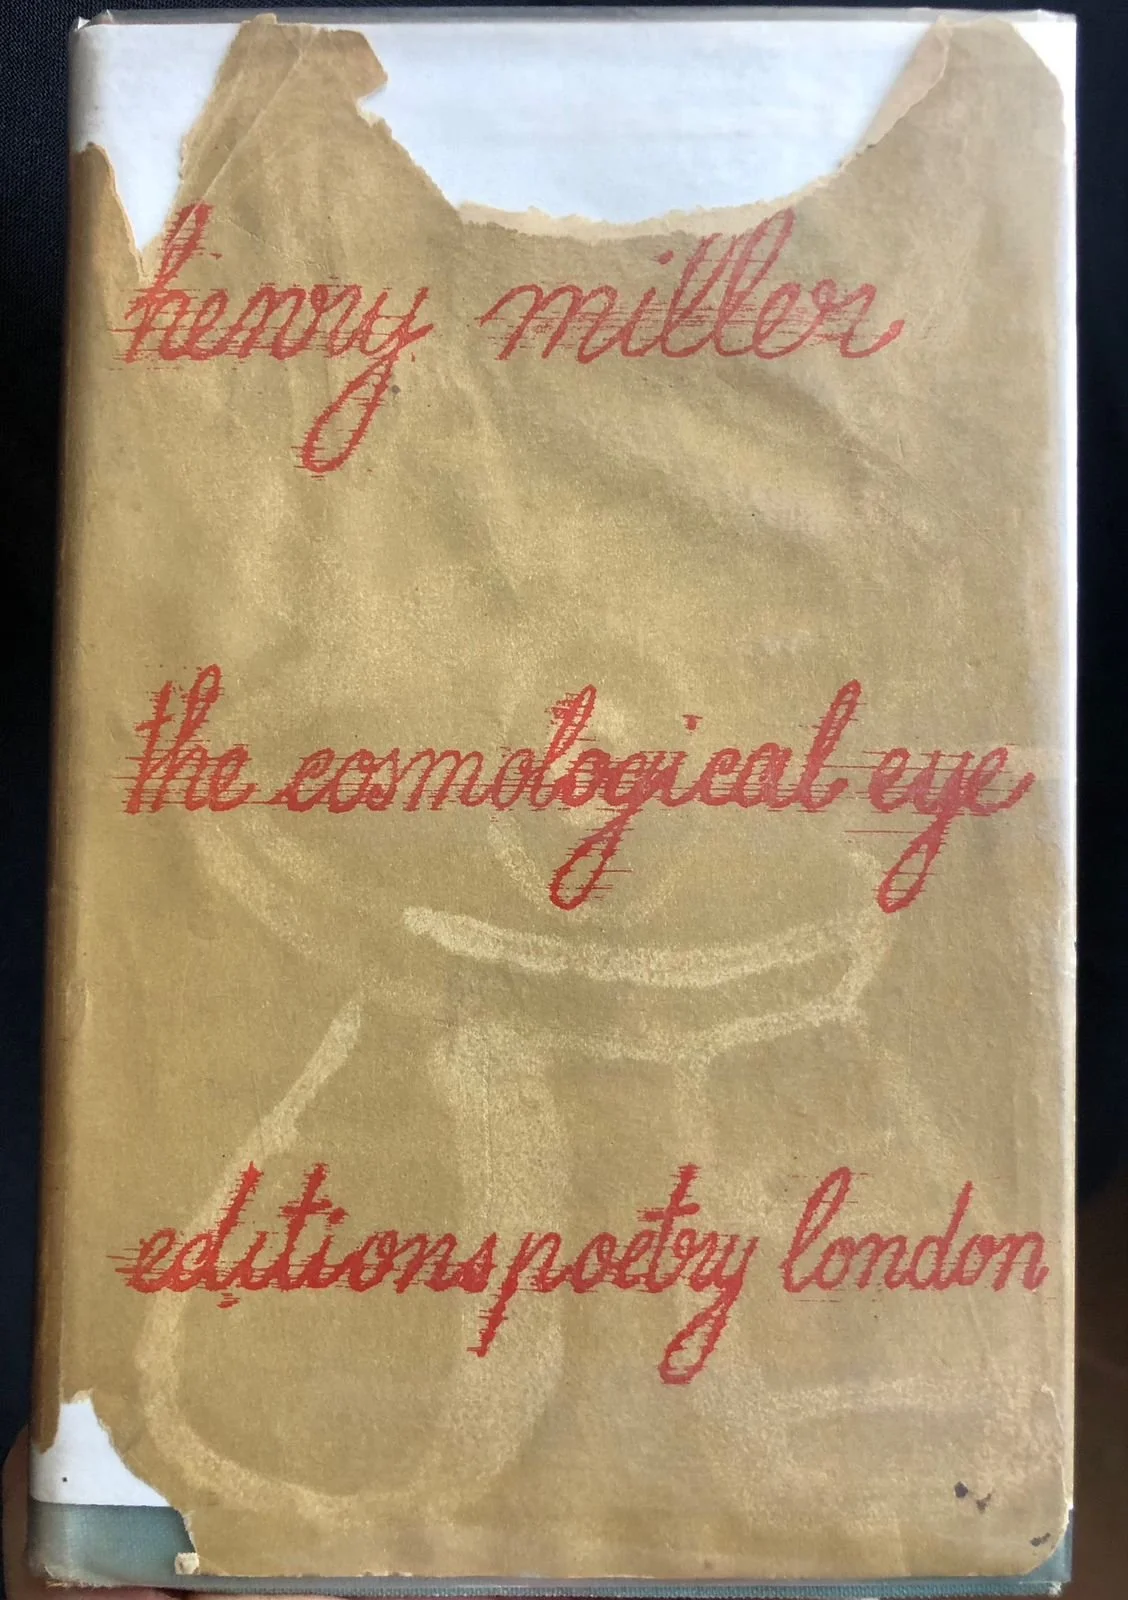 henry miller
the cosmological eye
editions poetry london